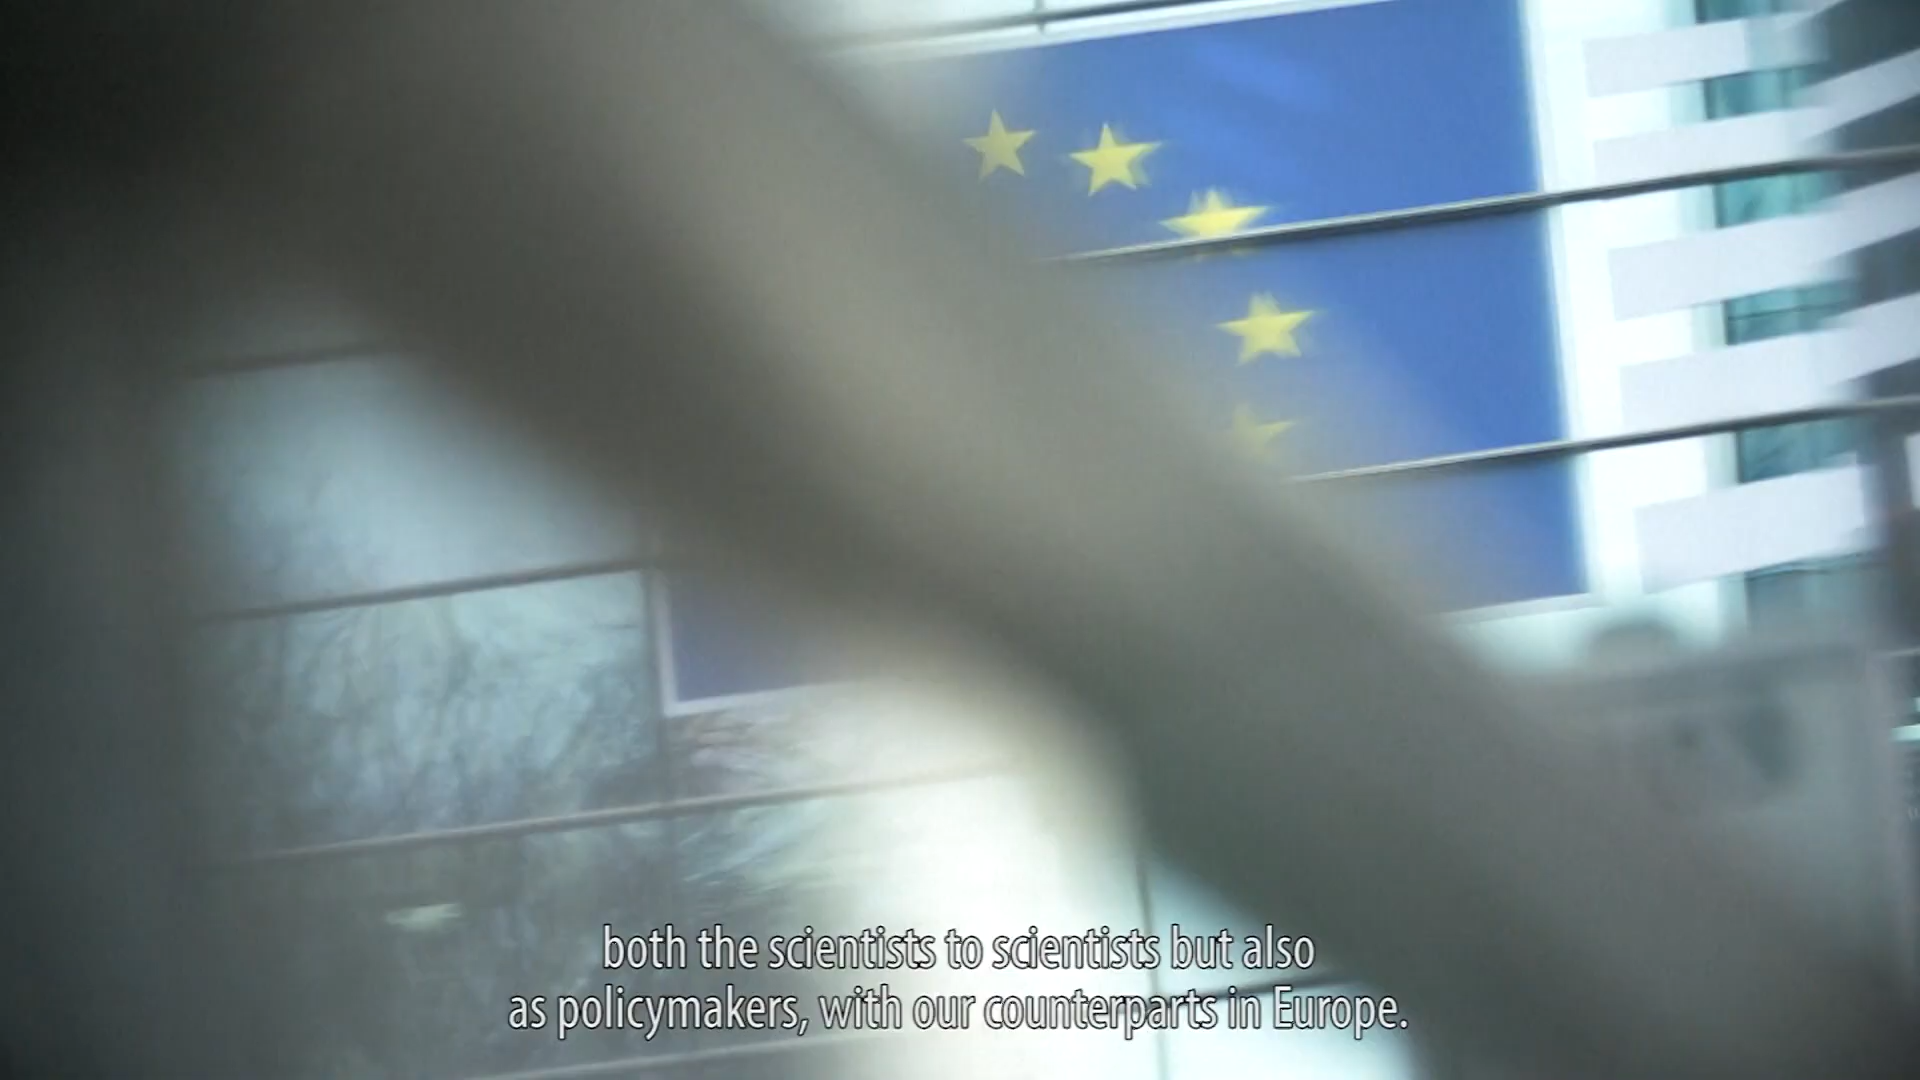 both the scientists to scientists but also
as policymakers, with our counterparts in Europe.